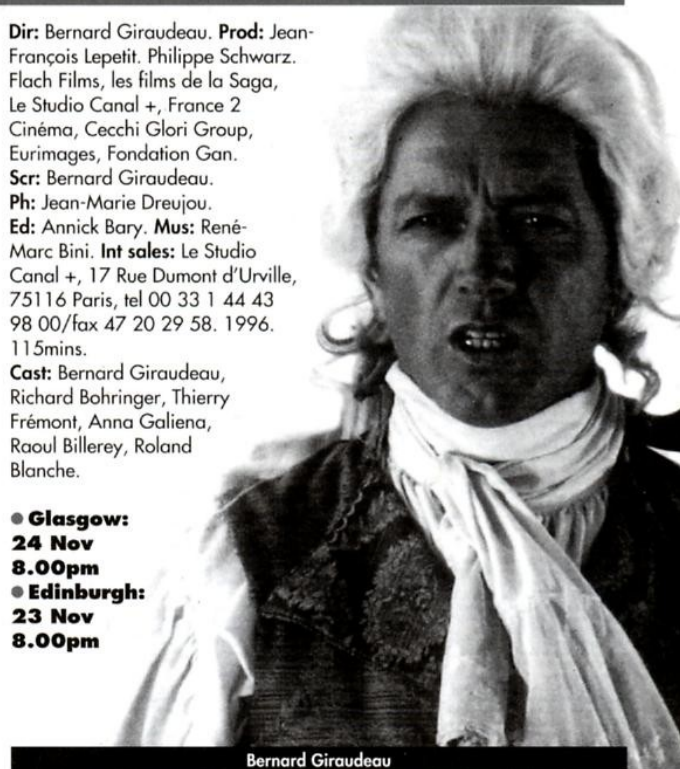 Dir: Bernard Giraudeau. Prod: Jean-
François Lepetit. Philippe Schwarz.
Flach Films, les films de la Saga,
Le Studio Canal +, France 2
Cinéma, Cecchi Glori Group,
Eurimages, Fondation Gan.
Scr: Bernard Giraudeau.
Ph: Jean-Marie Dreujou.
Ed: Annick Bary. Mus: René-
Marc Bini. Int sales: Le Studio
Canal +, 17 Rue Dumont d'Urville,
75116 Paris, tel 00 33 1 44 43
98 00/fax 47 20 29 58. 1996.
115mins.
Cast: Bernard Giraudeau,
Richard Bohringer, Thierry
Frémont, Anna Galiena,
Raoul Billerey, Roland
Blanche.
● Glasgow:
24 Nov
8.00pm
● Edinburgh:
23 Nov
8.00pm
Bernard Giraudeau